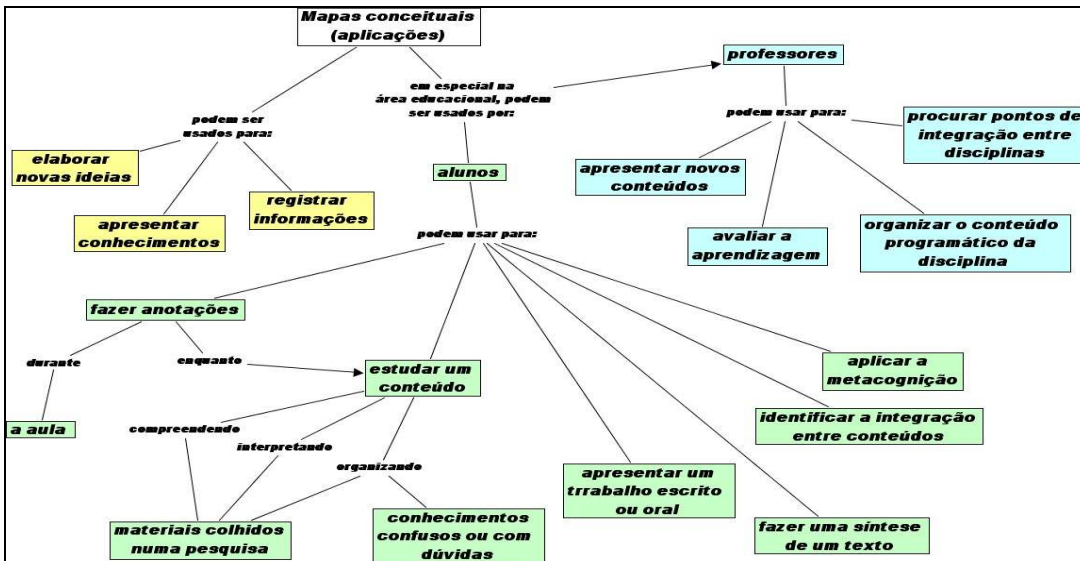 Mapas conceituais
(aplicações)
professores
em especial na
área educacional, podem
ser usados por:
podem usar para:
podem ser
usados para:
procurar pontos de
integração entre
disciplinas
elaborar
novas ideias
alunos
apresentar novos
conteúdos
registrar
informações
apresentar
conhecimentos
podem usar para:
avaliar a
aprendizagem
organizar o conteúdo
programático da
disciplina
fazer anotações
durante
enquanto
estudar um
conteúdo
aplicar a
metacognição
a aula
compreendendo
interpretando
organizando
identificar a integração
entre conteúdos
apresentar um
trrabalho escrito
ou oral
materiais colhidos
numa pesquisa
conhecimentos
confusos ou com
dúvidas
fazer uma síntese
de um texto